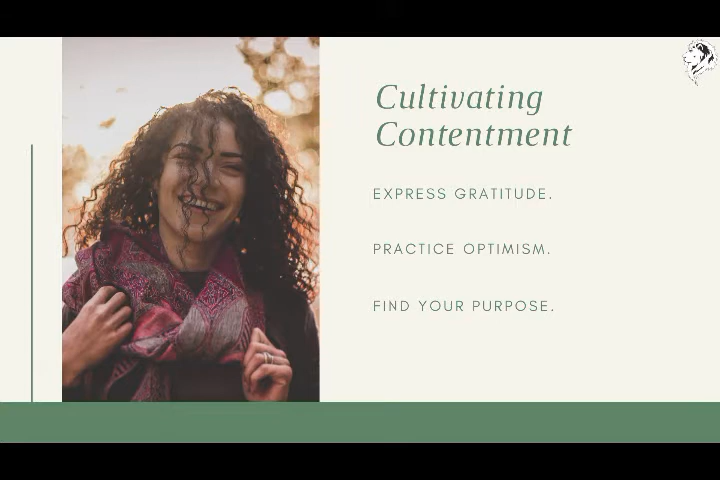 Cultivating
Contentment
EXPRESS GRATITUDE.
PRACTICE OPTIMISM.
FIND YOUR PURPOSE.